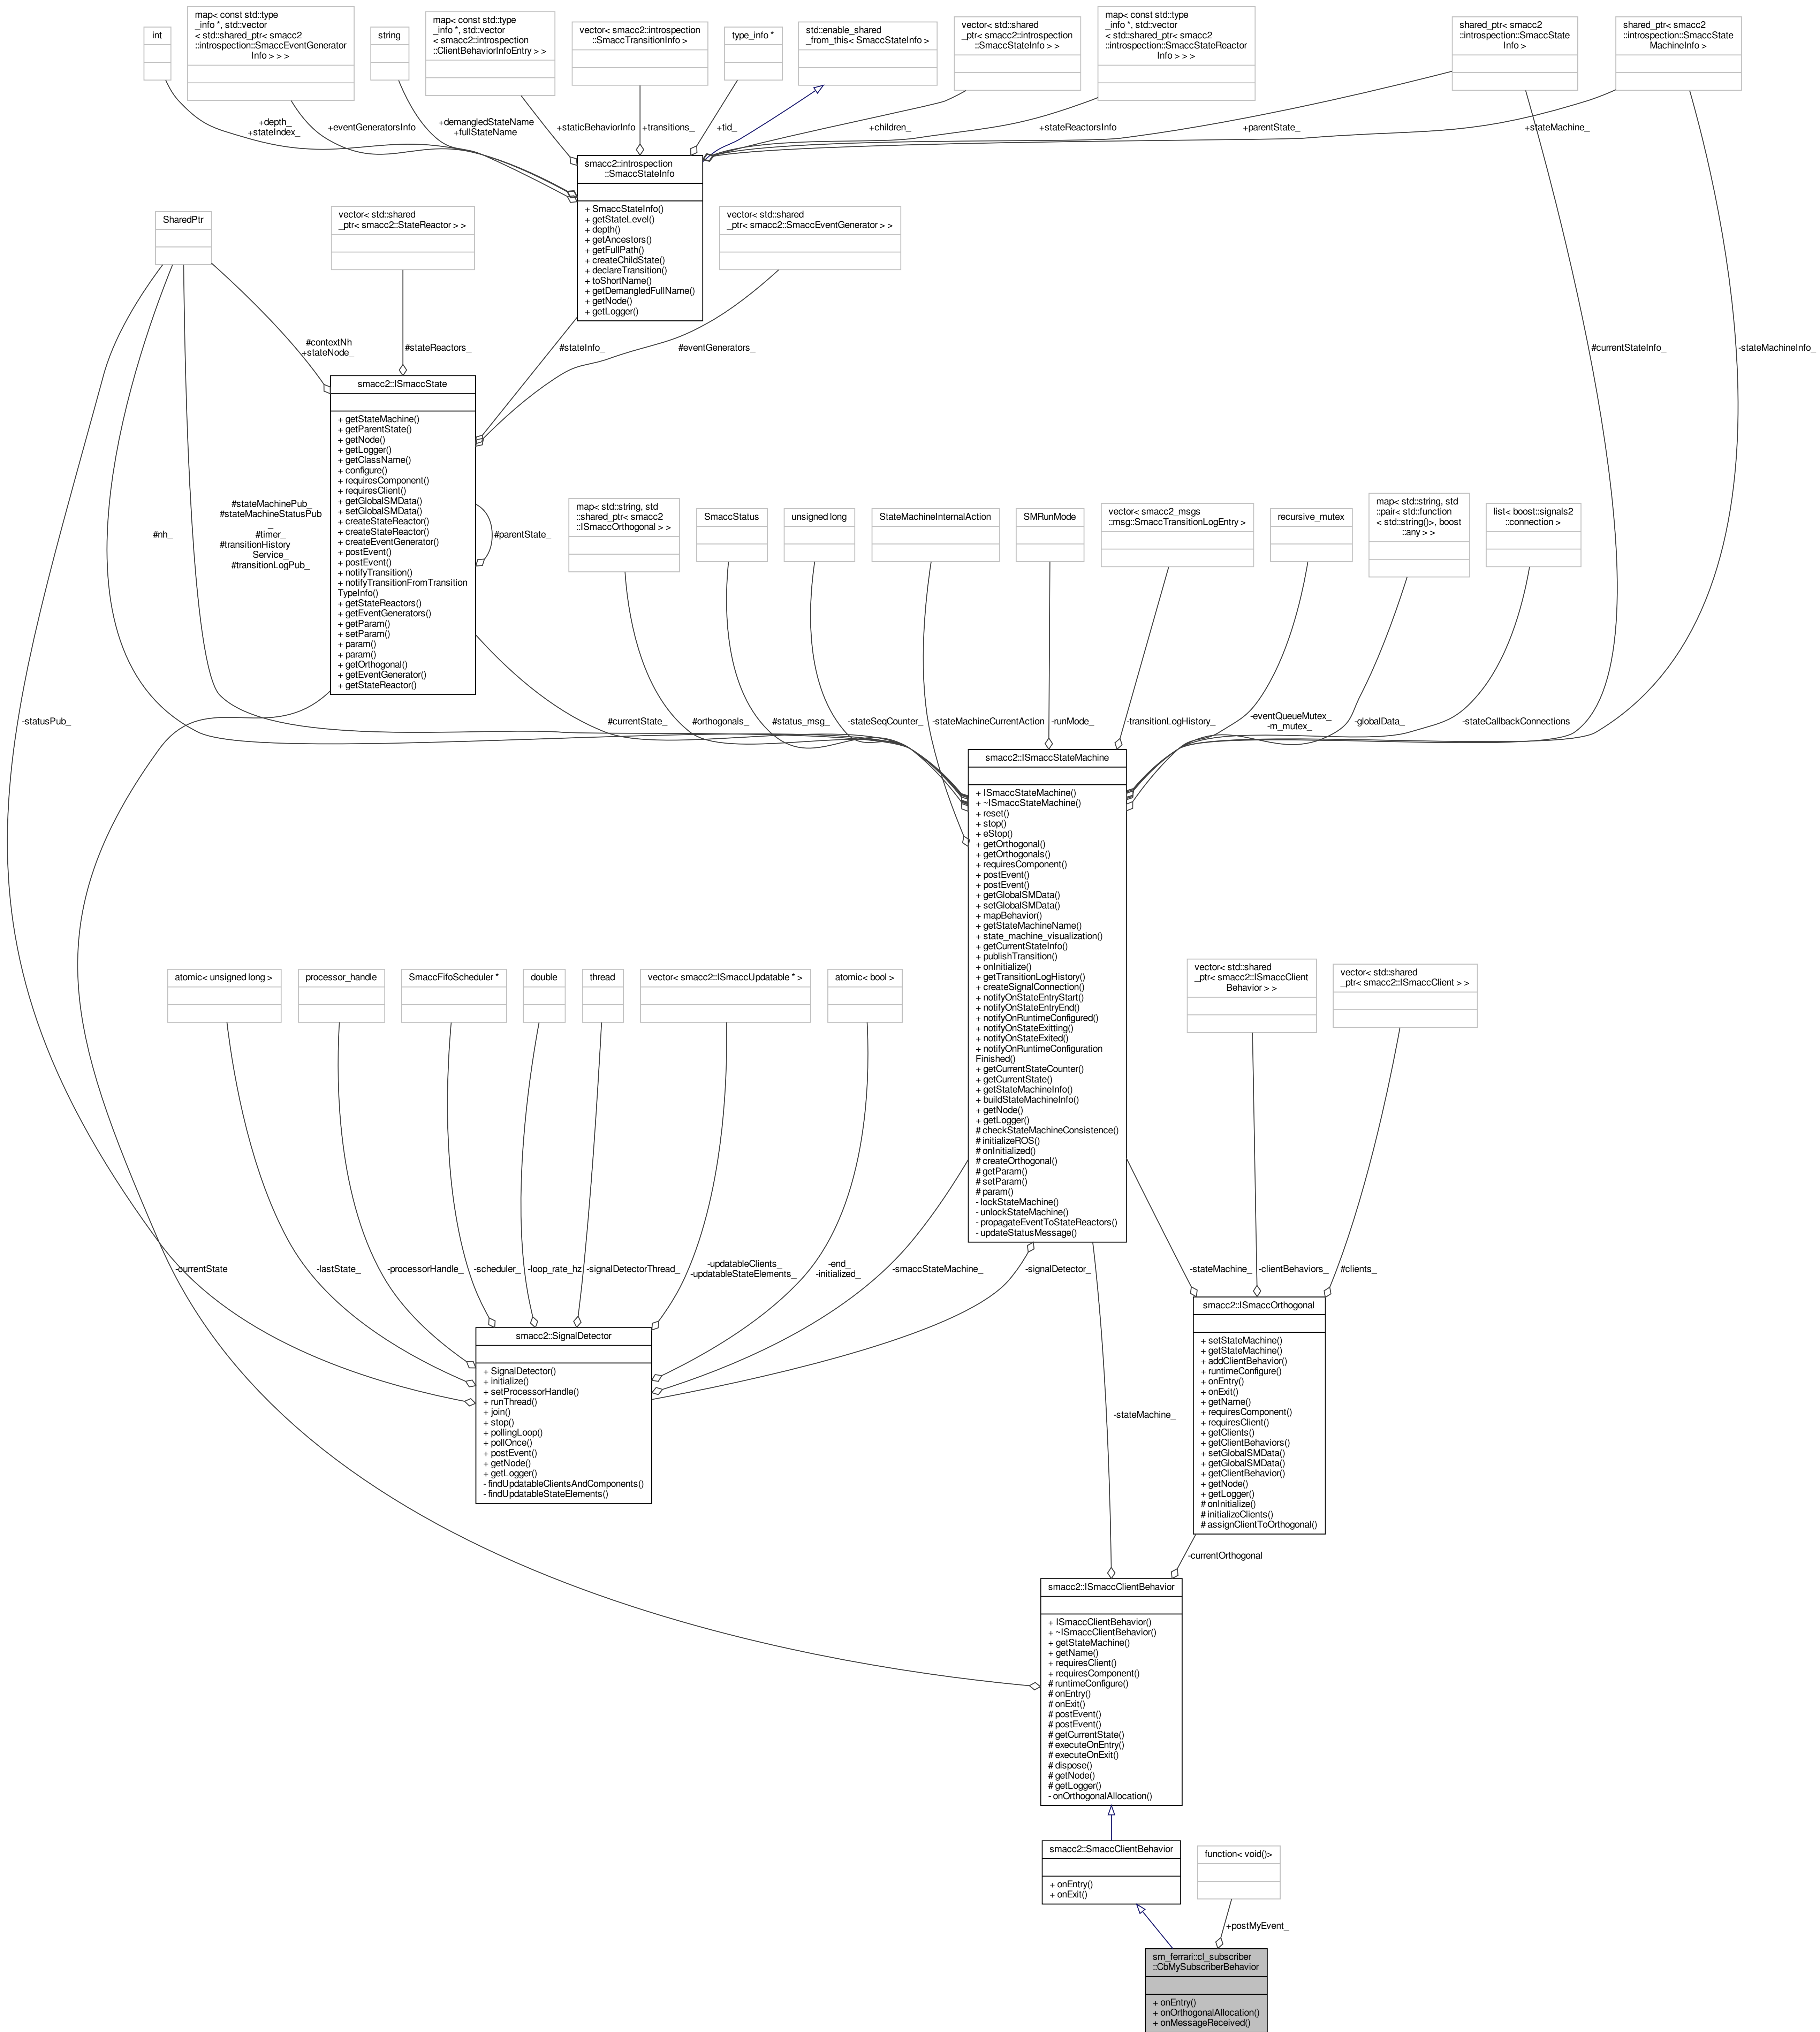 int
map< const std::type
_info *, std::vector
< std::shared_ptr< smacc2
::introspection::SmaccEventGenerator
Info > > >
string
map< const std::type
_info *, std::vector
< smacc2::introspection
::ClientBehaviorInfoEntry > >
vector< smacc2::introspection
::SmaccTransitionInfo >
type_info *
std::enable_shared
_from_this< SmaccStateInfo >
vector< std::shared
_ptr< smacc2::introspection
::SmaccStateInfo > >
map< const std::type
_info *, std::vector
< std::shared_ptr< smacc2
::introspection::SmaccStateReactor
Info > > >
shared_ptr< smacc2
::introspection::SmaccState
Info >
shared_ptr< smacc2
::introspection::SmaccState
MachineInfo >
+depth_
+stateIndex_
+eventGeneratorsInfo
+demangledStateName
+fullStateName
+staticBehaviorInfo
+transitions_
+tid_
+children_
+stateReactorsInfo
+parentState_
+stateMachine_
smacc2::introspection
::SmaccStateInfo
+ SmaccStateInfo()
+ getStateLevel()
+ depth()
+ getAncestors()
+ getFullPath()
+ createChildState()
+ declareTransition()
+ toShortName()
+ getDemangledFullName()
+ getNode()
+ getLogger()
SharedPtr
vector< std::shared
_ptr< smacc2::StateReactor > >
vector< std::shared
_ptr< smacc2::SmaccEventGenerator > >
#contextNh
+stateNode_
#stateReactors_
#stateInfo_
#eventGenerators_
#currentStateInfo_
-stateMachineInfo_
smacc2::ISmaccState
+ getStateMachine()
+ getParentState()
+ getNode()
+ getLogger()
+ getClassName()
+ configure()
+ requiresComponent()
+ requiresClient()
+ getGlobalSMData()
+ setGlobalSMData()
+ createStateReactor()
+ createStateReactor()
+ createEventGenerator()
+ postEvent()
+ postEvent()
+ notifyTransition()
+ notifyTransitionFromTransition
TypeInfo()
+ getStateReactors()
+ getEventGenerators()
+ getParam()
+ setParam()
+ param()
+ param()
+ getOrthogonal()
+ getEventGenerator()
+ getStateReactor()
#parentState_
#nh_
#stateMachinePub_
#stateMachineStatusPub
_
#timer_
#transitionHistory
Service_
#transitionLogPub_
map< std::string, std
::shared_ptr< smacc2
::ISmaccOrthogonal > >
SmaccStatus
unsigned long
StateMachineInternalAction
SMRunMode
vector< smacc2_msgs
::msg::SmaccTransitionLogEntry >
recursive_mutex
map< std::string, std
::pair< std::function
< std::string()>, boost
::any > >
list< boost::signals2
::connection >
-statusPub_
#currentState_
#orthogonals_
#status_msg_
-stateSeqCounter_
-stateMachineCurrentAction
-runMode_
-transitionLogHistory_
-eventQueueMutex_
-m_mutex_
-globalData_
-stateCallbackConnections
smacc2::ISmaccStateMachine
+ ISmaccStateMachine()
+ ~ISmaccStateMachine()
+ reset()
+ stop()
+ eStop()
+ getOrthogonal()
+ getOrthogonals()
+ requiresComponent()
+ postEvent()
+ postEvent()
+ getGlobalSMData()
+ setGlobalSMData()
+ mapBehavior()
+ getStateMachineName()
+ state_machine_visualization()
+ getCurrentStateInfo()
+ publishTransition()
+ onInitialize()
+ getTransitionLogHistory()
+ createSignalConnection()
+ notifyOnStateEntryStart()
+ notifyOnStateEntryEnd()
+ notifyOnRuntimeConfigured()
+ notifyOnStateExitting()
+ notifyOnStateExited()
+ notifyOnRuntimeConfiguration
Finished()
+ getCurrentStateCounter()
+ getCurrentState()
+ getStateMachineInfo()
+ buildStateMachineInfo()
+ getNode()
+ getLogger()
# checkStateMachineConsistence()
# initializeROS()
# onInitialized()
# createOrthogonal()
# getParam()
# setParam()
# param()
- lockStateMachine()
- unlockStateMachine()
- propagateEventToStateReactors()
- updateStatusMessage()
atomic< unsigned long >
processor_handle
SmaccFifoScheduler *
double
thread
vector< smacc2::ISmaccUpdatable * >
atomic< bool >
vector< std::shared
_ptr< smacc2::ISmaccClient
Behavior > >
vector< std::shared
_ptr< smacc2::ISmaccClient > >
-currentState
-lastState_
-processorHandle_
-scheduler_
-loop_rate_hz
-signalDetectorThread_
-updatableClients_
-updatableStateElements_
-end_
-initialized_
-smaccStateMachine_
-signalDetector_
-stateMachine_
-clientBehaviors_
#clients_
smacc2::SignalDetector
+ SignalDetector()
+ initialize()
+ setProcessorHandle()
+ runThread()
+ join()
+ stop()
+ pollingLoop()
+ pollOnce()
+ postEvent()
+ getNode()
+ getLogger()
- findUpdatableClientsAndComponents()
- findUpdatableStateElements()
smacc2::ISmaccOrthogonal
+ setStateMachine()
+ getStateMachine()
+ addClientBehavior()
+ runtimeConfigure()
+ onEntry()
+ onExit()
+ getName()
+ requiresComponent()
+ requiresClient()
+ getClients()
+ getClientBehaviors()
+ setGlobalSMData()
+ getGlobalSMData()
+ getClientBehavior()
+ getNode()
+ getLogger()
# onInitialize()
# initializeClients()
# assignClientToOrthogonal()
-stateMachine_
-currentOrthogonal
smacc2::ISmaccClientBehavior
+ ISmaccClientBehavior()
+ ~ISmaccClientBehavior()
+ getStateMachine()
+ getName()
+ requiresClient()
+ requiresComponent()
# runtimeConfigure()
# onEntry()
# onExit()
# postEvent()
# postEvent()
# getCurrentState()
# executeOnEntry()
# executeOnExit()
# dispose()
# getNode()
# getLogger()
- onOrthogonalAllocation()
smacc2::SmaccClientBehavior
+ onEntry()
+ onExit()
function< void()>
+postMyEvent_
sm_ferrari::cl_subscriber
::CbMySubscriberBehavior
+ onEntry()
+ onOrthogonalAllocation()
+ onMessageReceived()